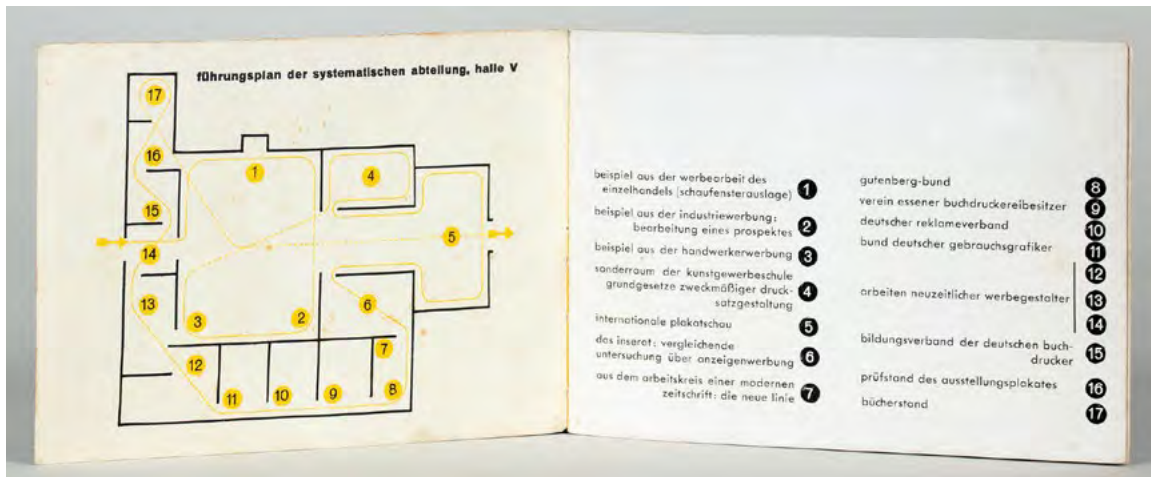 führungsplan der systematischen abteilung, halle V
17
16
1
4
15
5
14
13
6
3
2
7
12
11
10
9
8
beispiel aus der werbearbeit des
einzelhandels (schaufensterauslage) 1
beispiel aus der industriewerbung:
bearbeitung eines prospektes 2
beispiel aus der handwerkerwerbung 3
sonderraum der kunstgewerbeschule
grundgesetze zweckmäßiger druck-
satzgestaltung 4
internationale plakatschau 5
das inserat: vergleichende
untersuchung über anzeigenwerbung 6
aus dem arbeitskreis einer modernen
zeitschrift: die neue linie 7
gutenberg-bund 8
verein essener buchdruckereibesitzer 9
deutscher reklameverband 10
bund deutscher gebrauchsgrafiker 11
12
arbeiten neuzeitlicher werbegestalter 13
14
bildungsverband der deutschen buch-
drucker 15
prüfstand des ausstellungsplakates 16
bücherstand 17